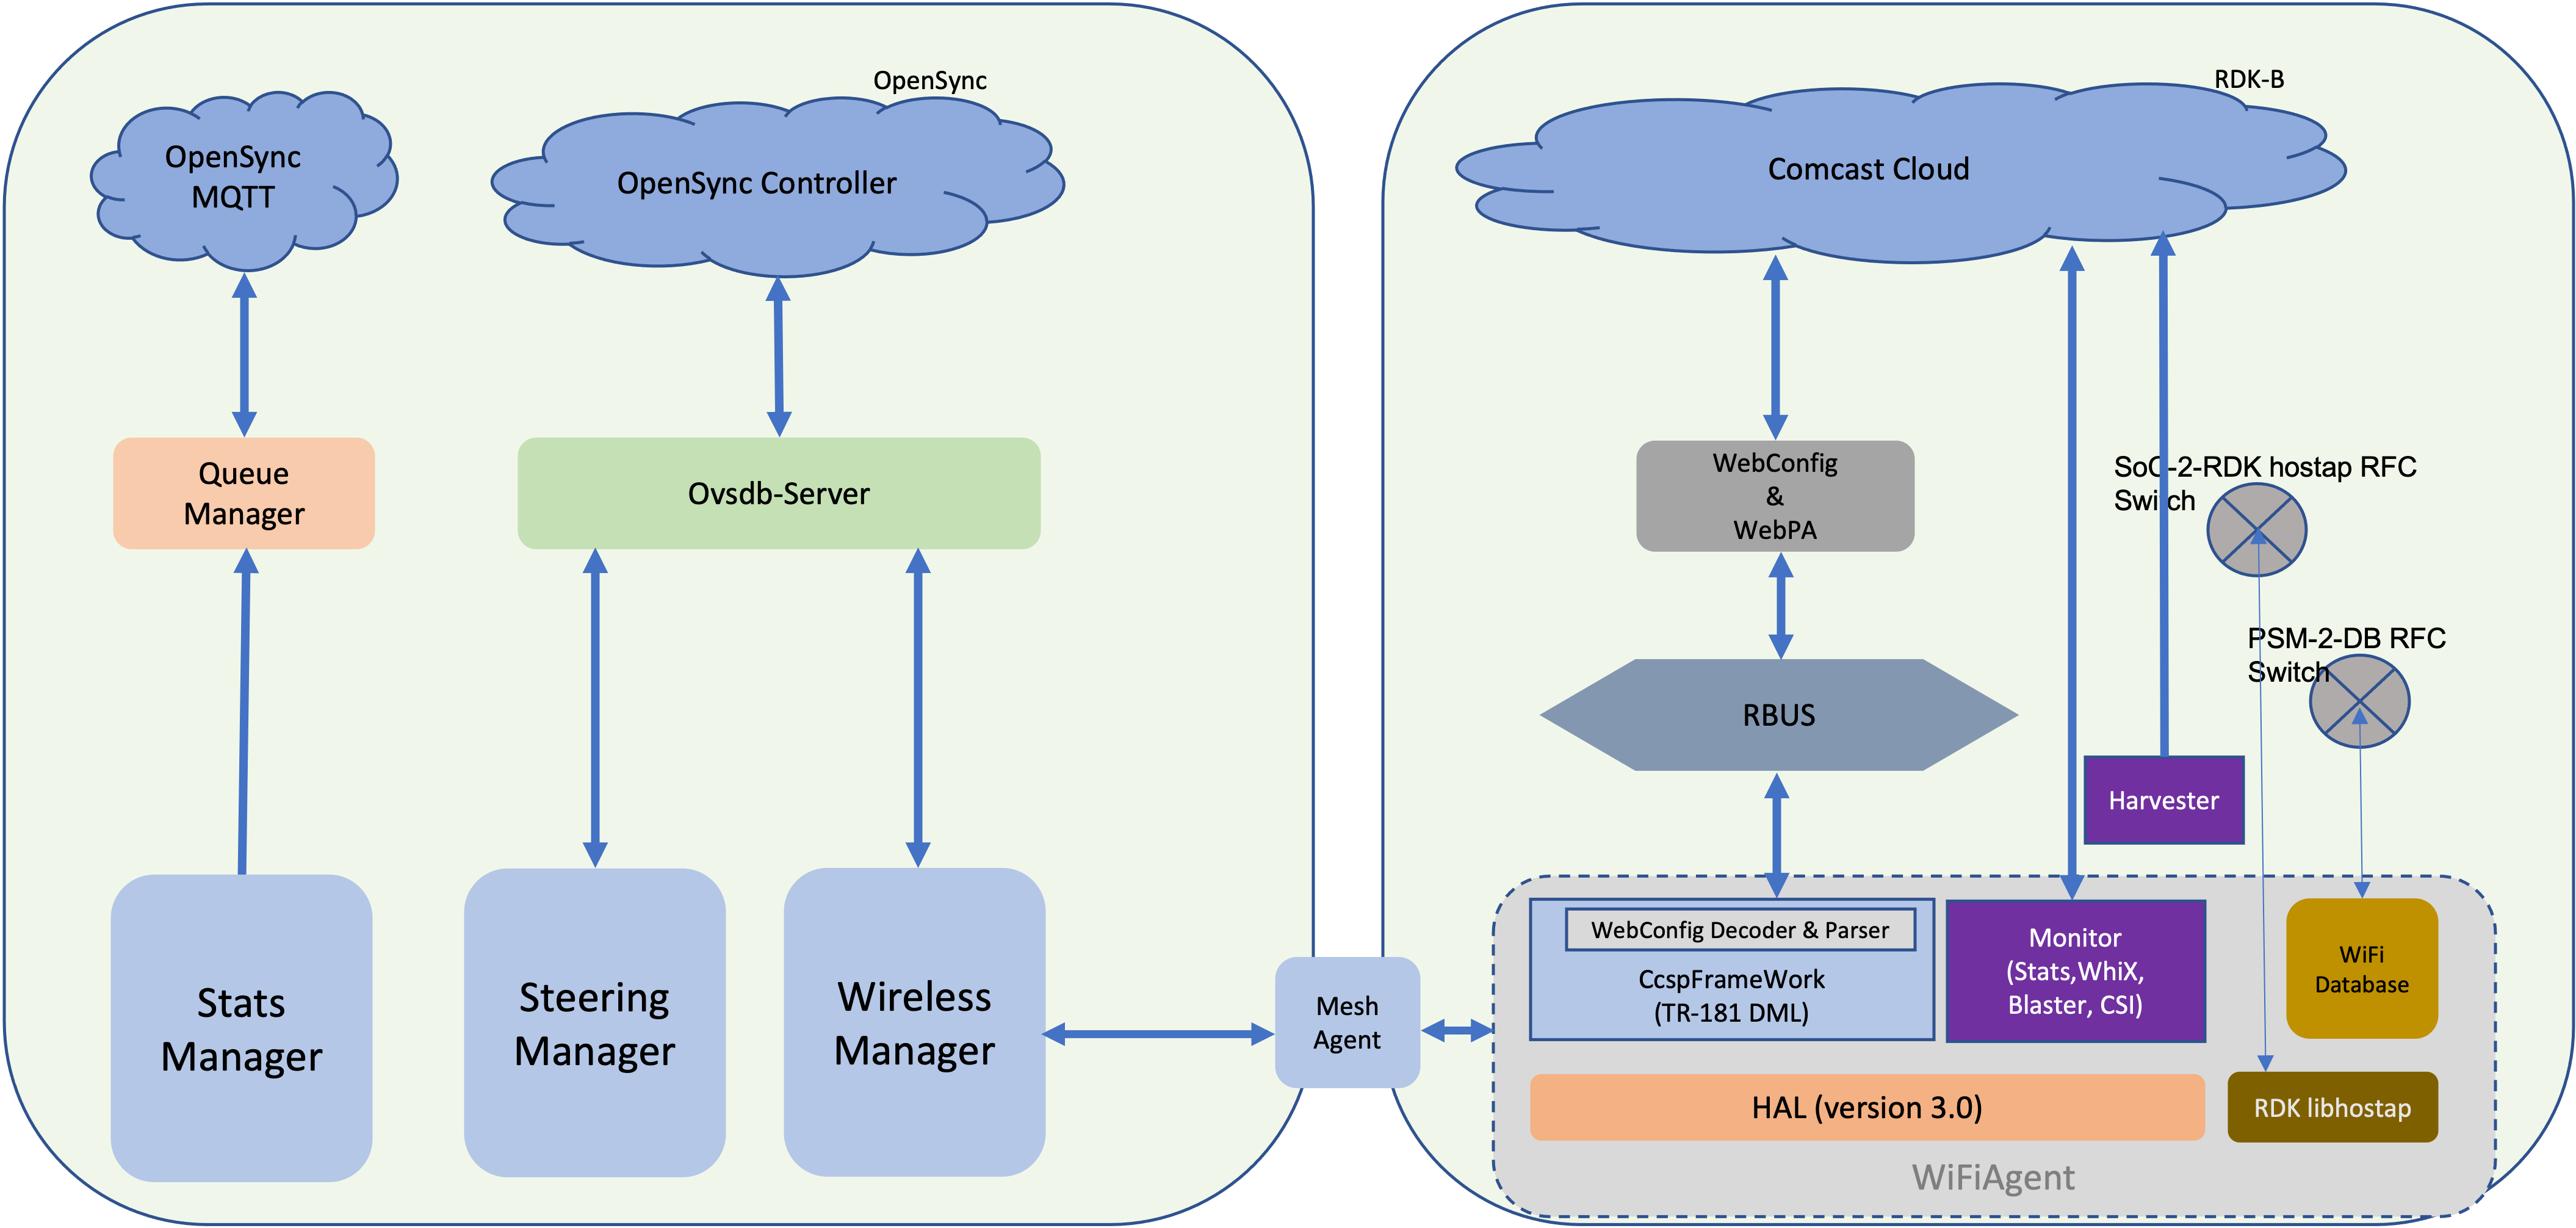 OpenSync
OpenSync
MQTT
OpenSync Controller
Queue
Manager
Ovsdb-Server
Stats
Manager
Steering
Manager
Wireless
Manager
Mesh
Agent
RDK-B
Comcast Cloud
WebConfig
&
WebPA
SoC-2-RDK hostap RFC
Switch
PSM-2-DB RFC
Switch
RBUS
Harvester
WebConfig Decoder & Parser
CcspFrameWork
(TR-181 DML)
Monitor
(Stats,WhiX,
Blaster, CSI)
WiFi
Database
HAL (version 3.0)
RDK libhostap
WiFiAgent